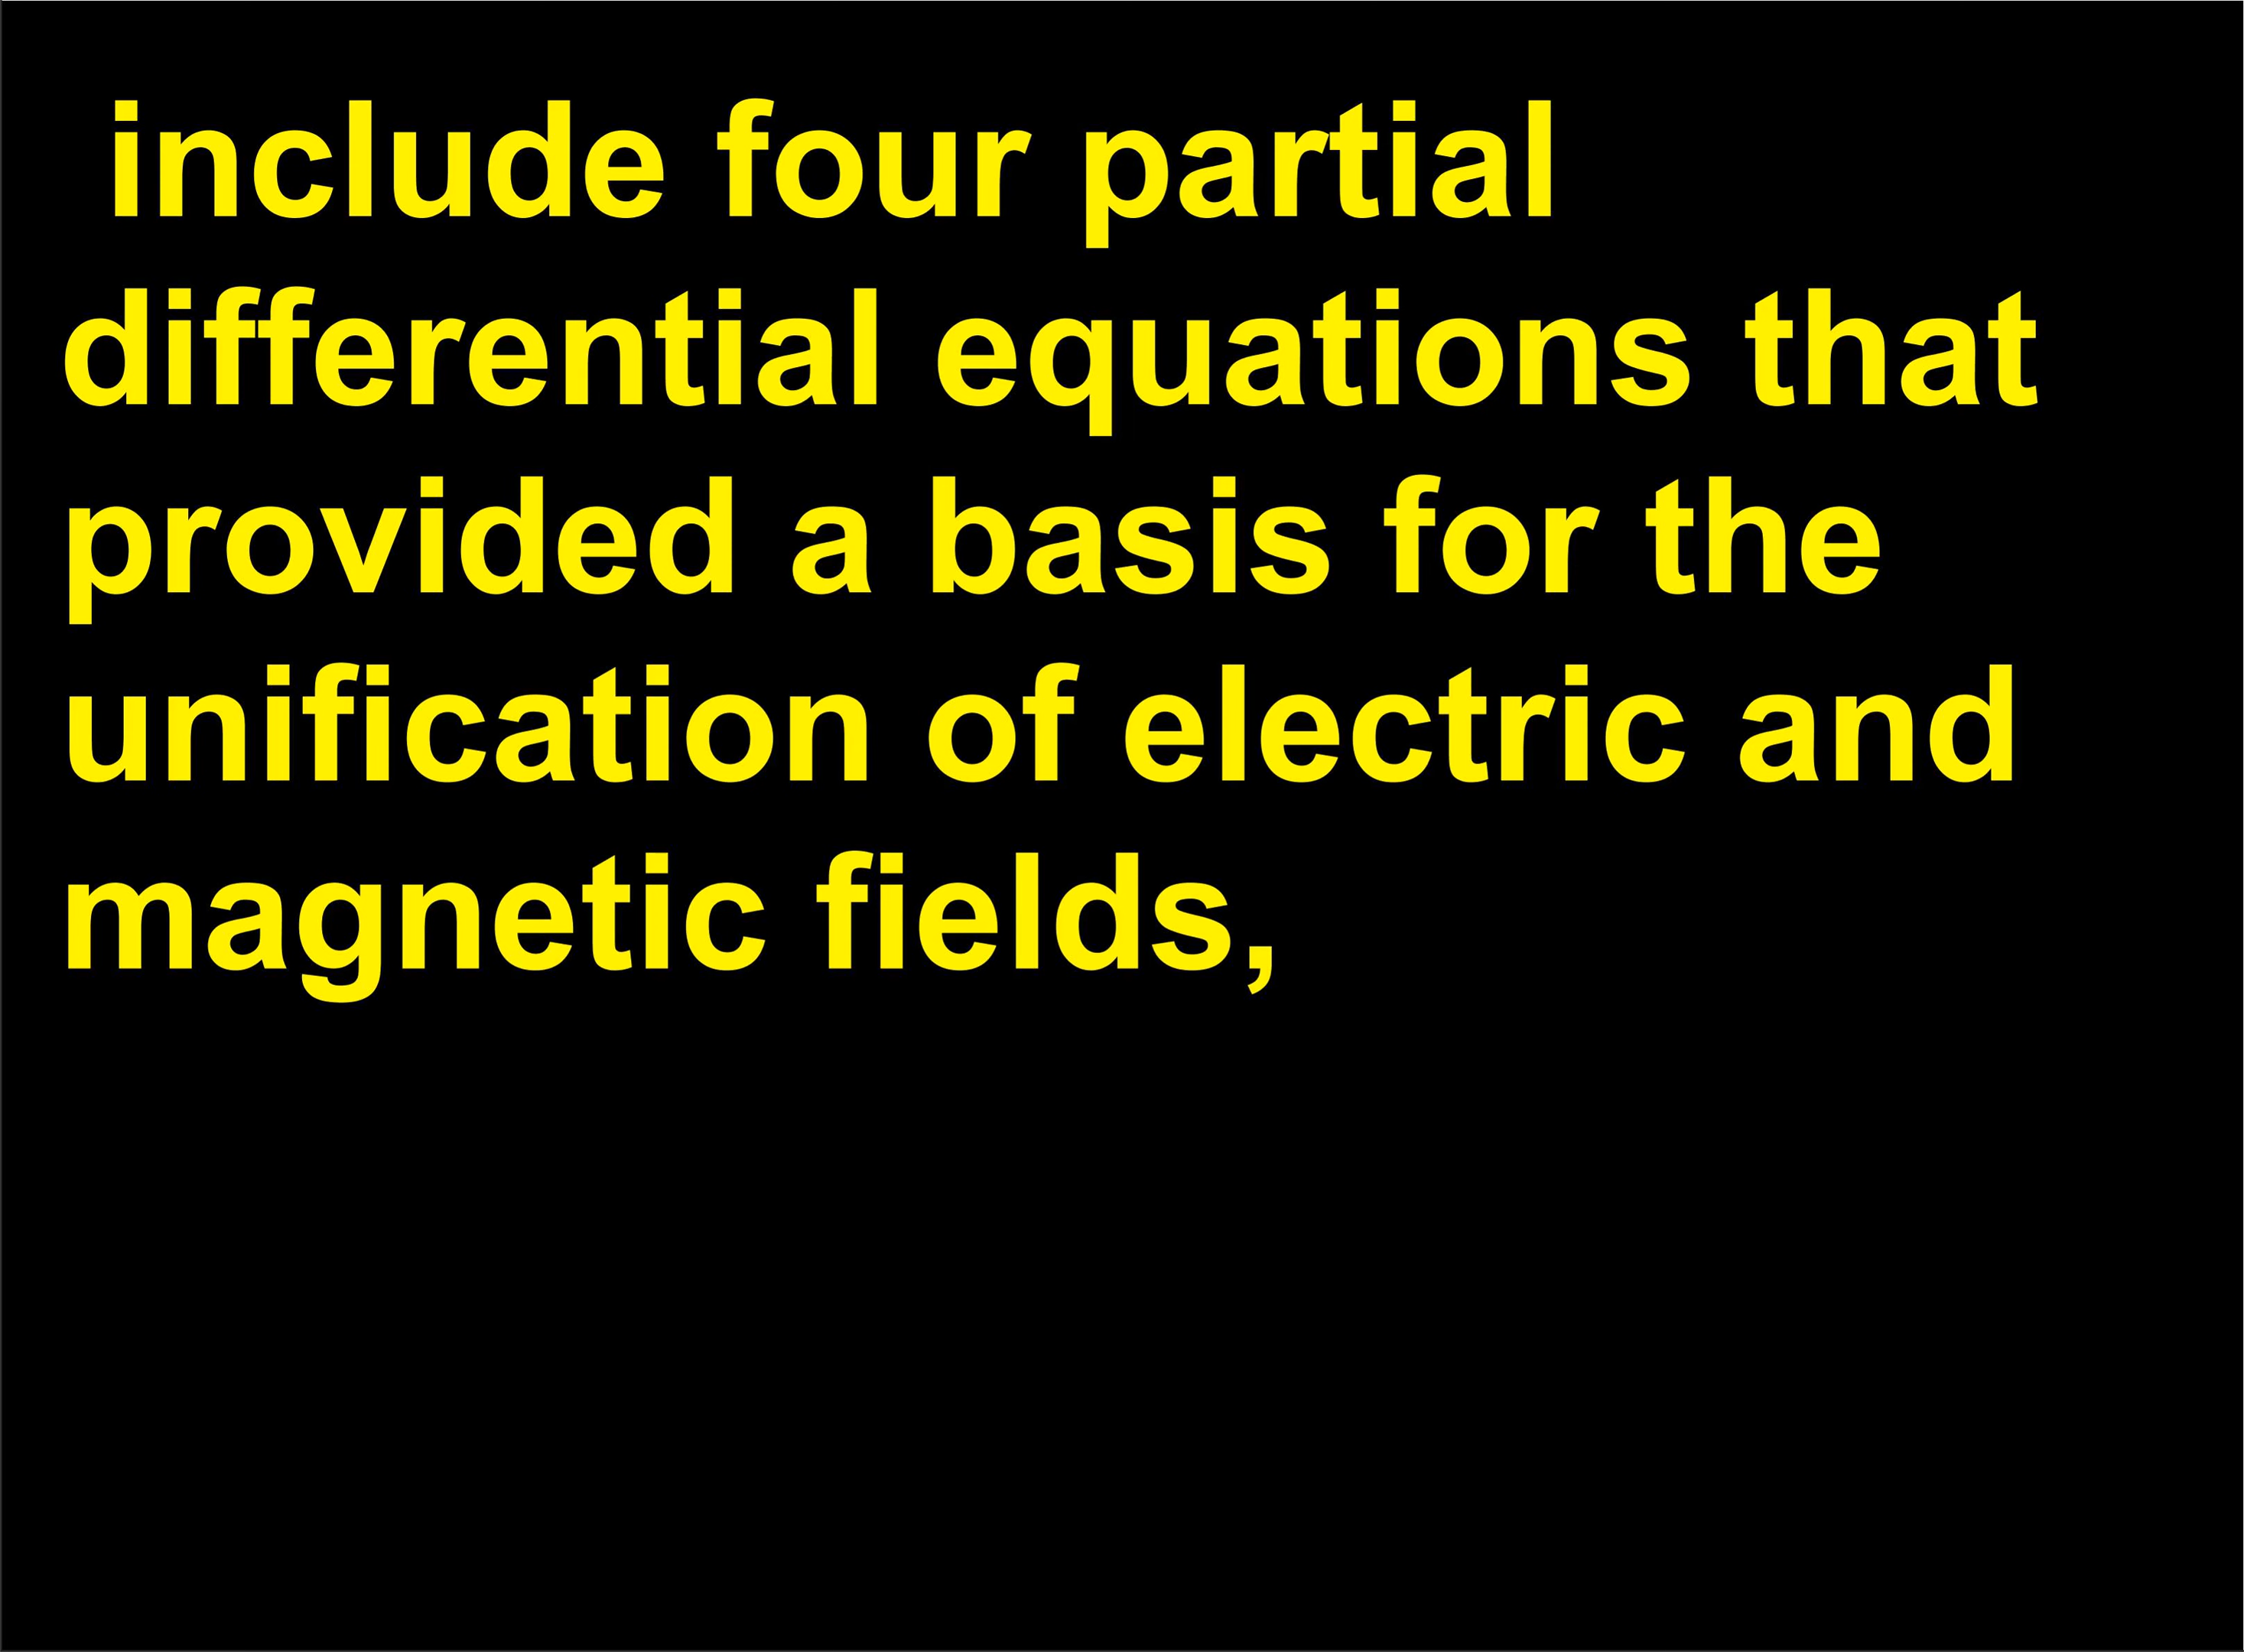 include four partial
differential equations that
provided a basis for the
unification of electric and
magnetic fields,